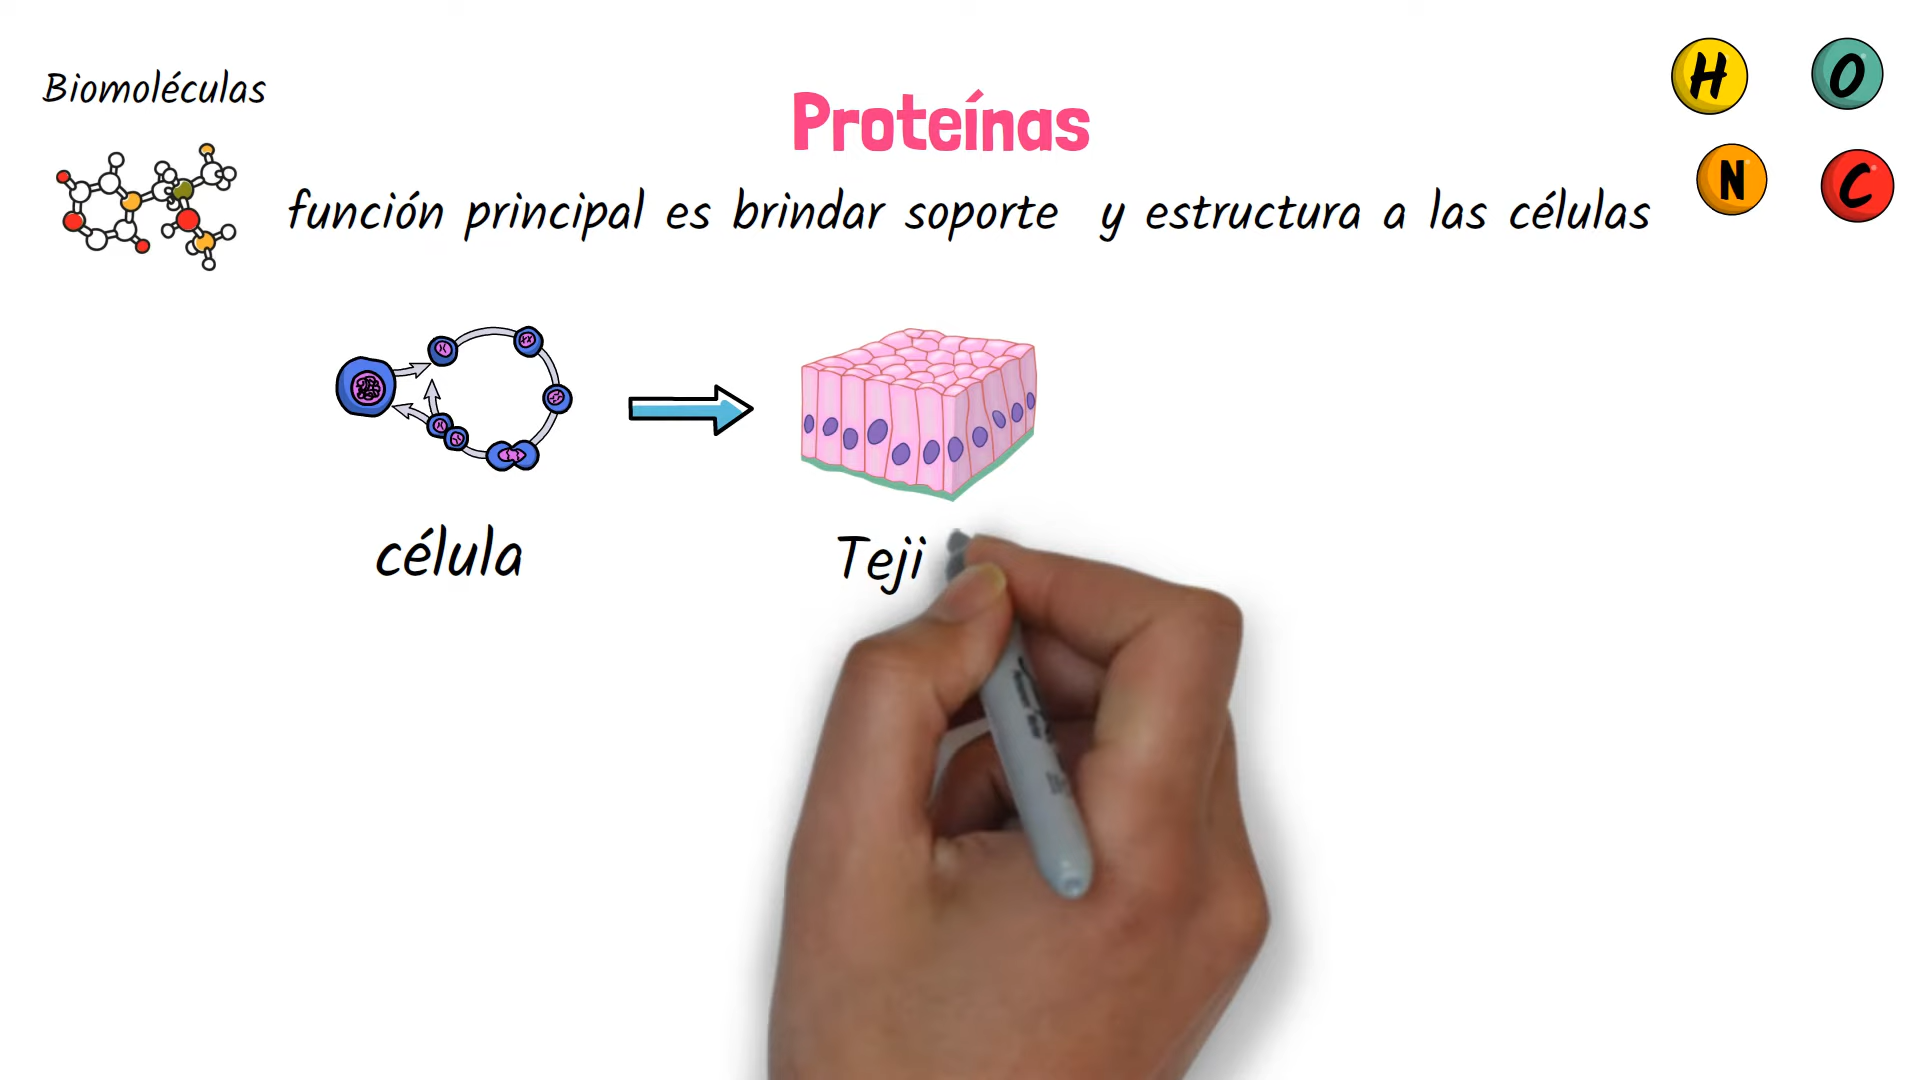 Biomoléculas
Proteínas
H O
N C
función principal es brindar soporte y estructura a las células
célula
Teji